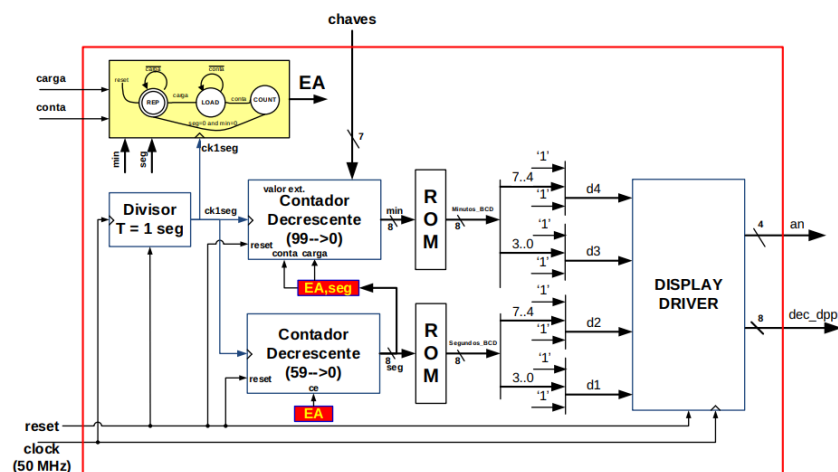 chaves
carga
conta
reset
carga
conta
REP
carga
LOAD
conta
COUNT
seg=0 and min=0
EA
min
seg
ck1seg
7
Divisor
T = 1 seg
ck1seg
valor ext.
Contador
Decrescente
(99-->0)
reset
conta carga
min
8
ROM
Minutos_BCD
8
EA,seg
Contador
Decrescente
(59-->0)
reset
ce
8
seg
EA
ROM
Segundos_BCD
8
'1'
7..4
'1'
d4
'1'
3..0
'1'
d3
'1'
7..4
'1'
d2
'1'
3..0
'1'
d1
DISPLAY
DRIVER
4
an
8
dec_dpp
reset
clock
(50 MHz)